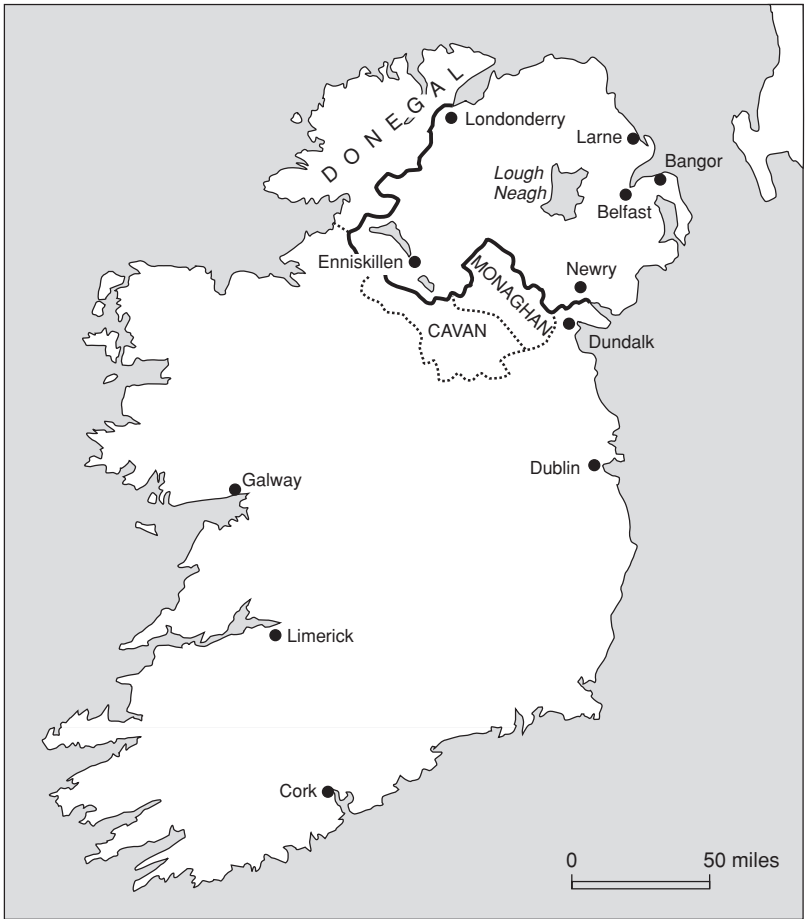 DONEGAL
Londonderry
Larne
Bangor
Lough
Neagh
Belfast
Enniskillen
MONAGHAN
Newry
CAVAN
Dundalk
Dublin
Galway
Limerick
Cork
0 50 miles